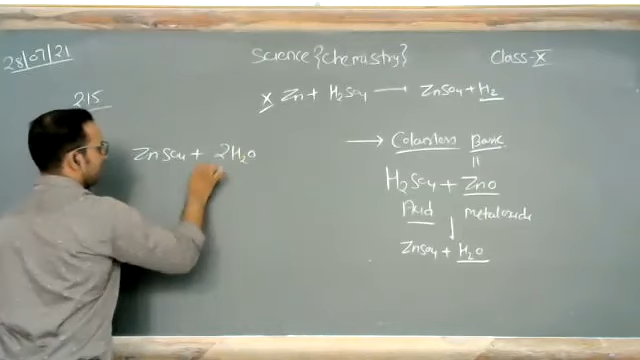 28/07/21
Science {Chemistry}
Class-X
215
x Zn + H2SO4 → ZnSO4 + H2
ZnSO4 + 2H2O
→ Colourless Base
=
H2SO4 + ZnO
Acid Metaloxide
↓
ZnSO4 + H2O